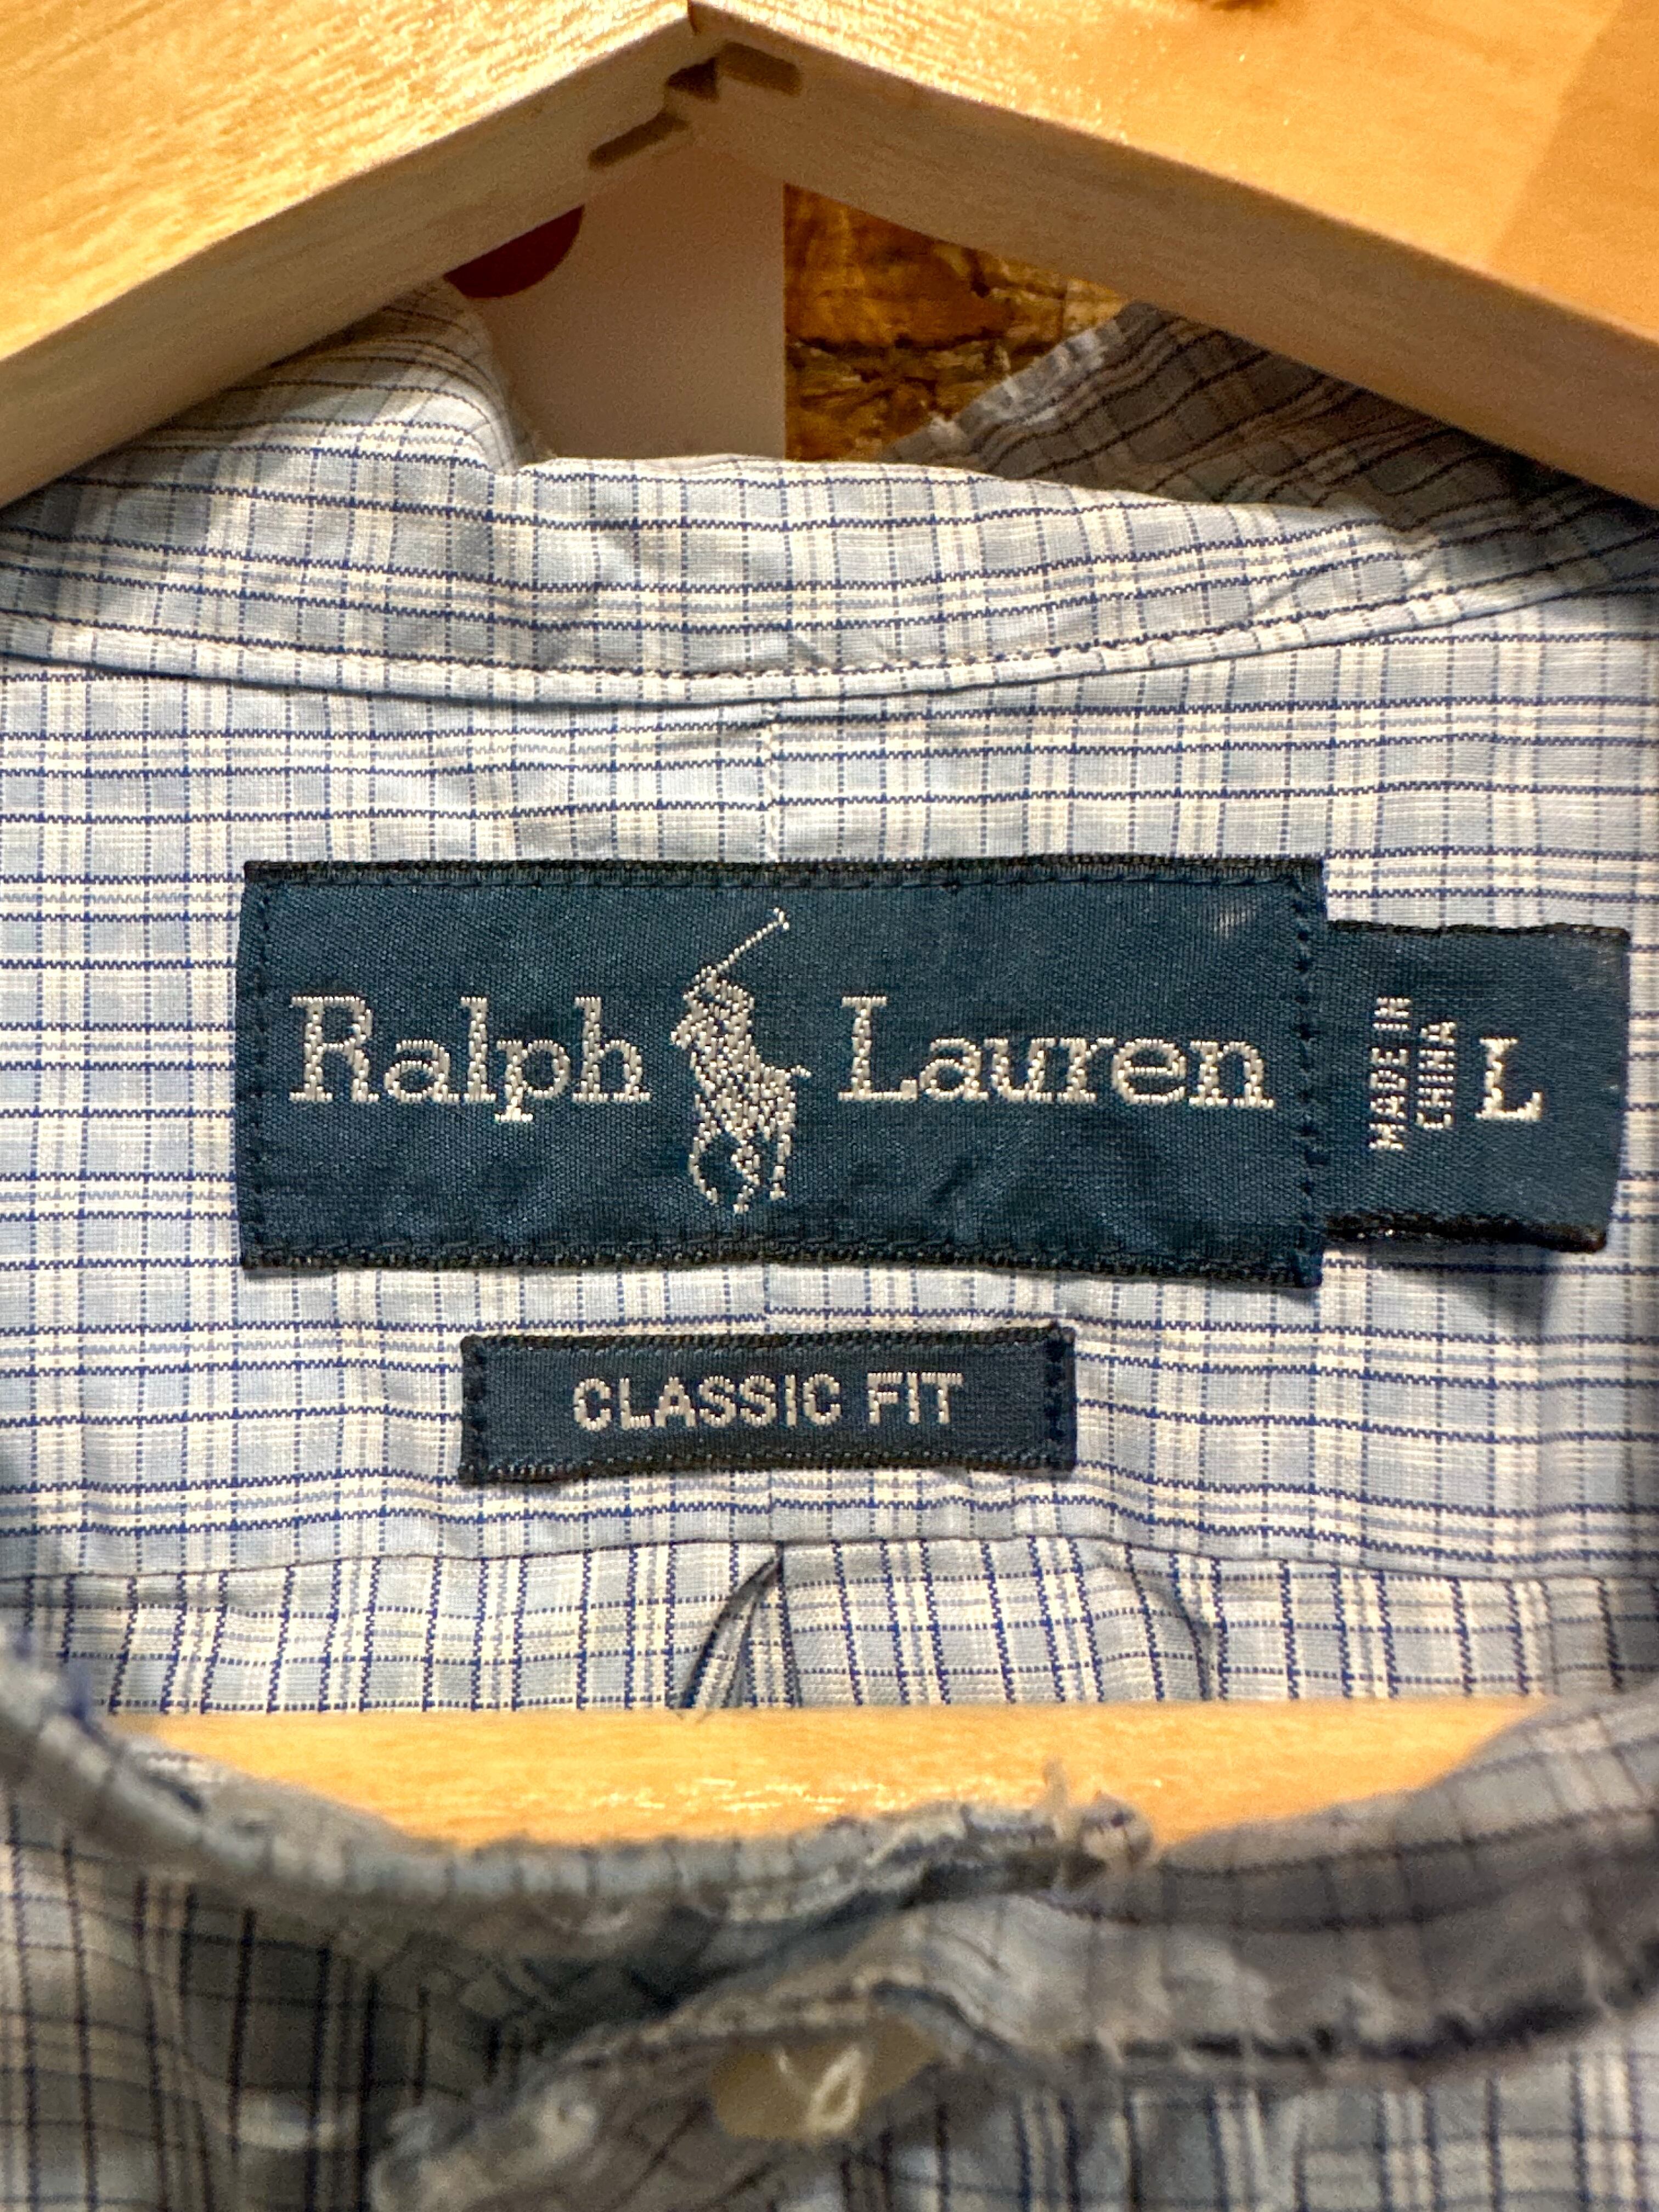 Ralph Lauren
MADE IN
CHINA
L
CLASSIC FIT